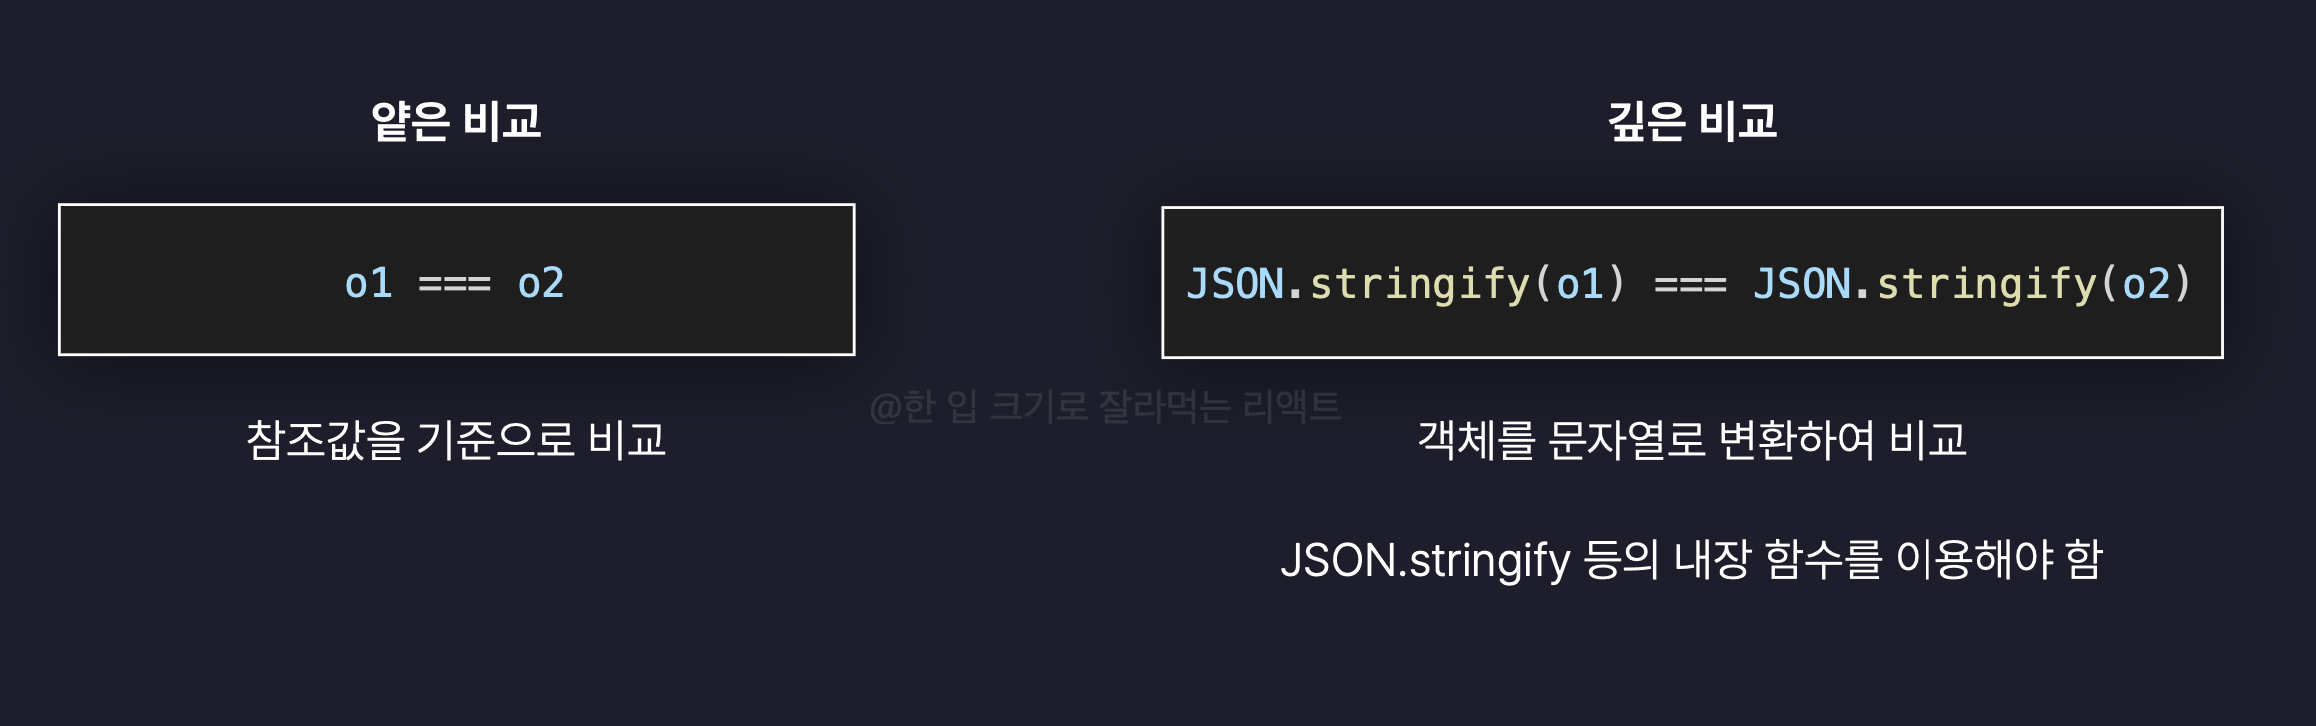 얕은 비교
깊은 비교
o1 === o2
JSON.stringify(o1) === JSON.stringify(o2)
@한 입 크기로 잘라먹는 리액트
참조값을 기준으로 비교
객체를 문자열로 변환하여 비교
JSON.stringify 등의 내장 함수를 이용해야 함